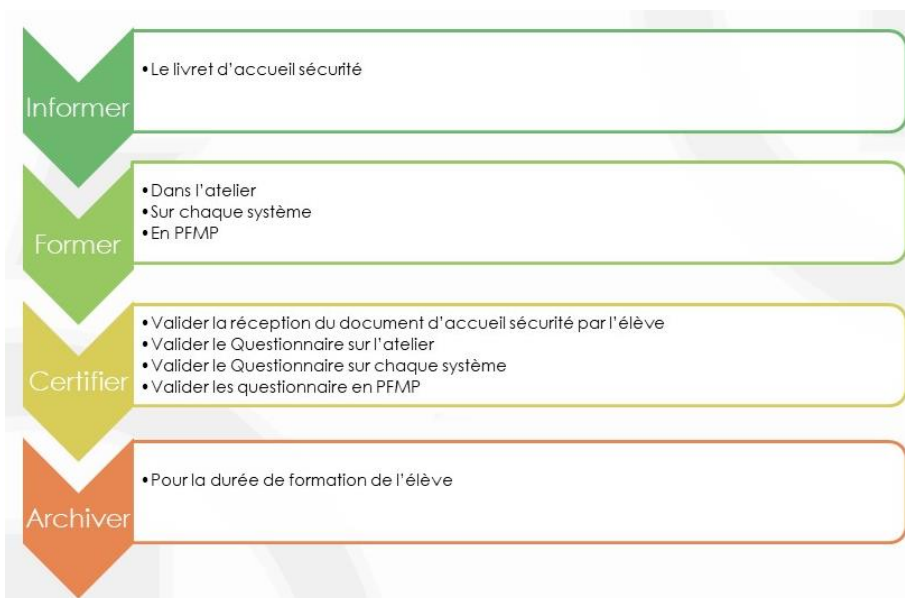 Informer
• Le livret d'accueil sécurité
Former
• Dans l'atelier
• Sur chaque système
• En PFMP
Certifier
• Valider la réception du document d'accueil sécurité par l'élève
• Valider le Questionnaire sur l'atelier
• Valider le Questionnaire sur chaque système
• Valider les questionnaire en PFMP
Archiver
• Pour la durée de formation de l'élève